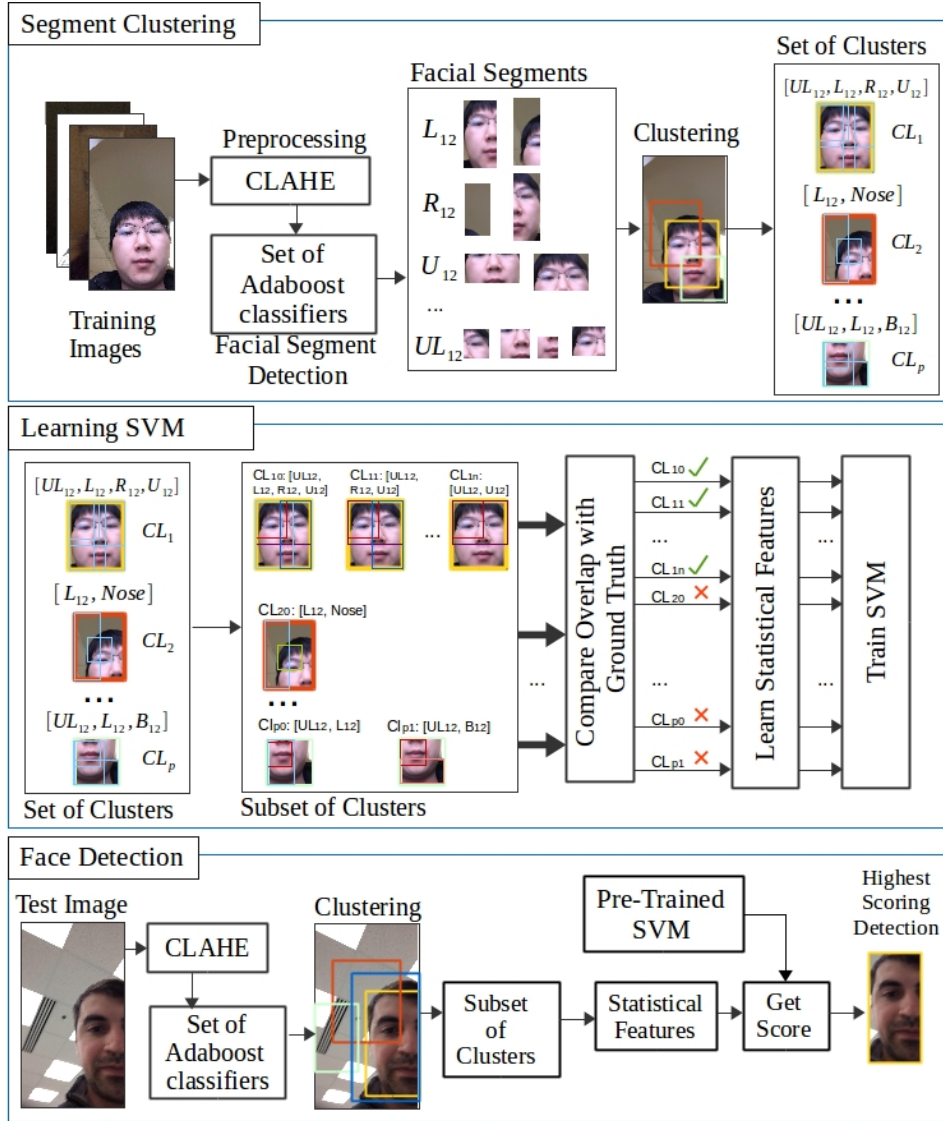 Segment Clustering
Training
Images
Preprocessing
CLAHE
Set of
Adaboost
classifiers
Facial Segment
Detection
Facial Segments
L₁₂
R₁₂
U₁₂
...
UL₁₂
Clustering
Set of Clusters
[UL₁₂, L₁₂, R₁₂, U₁₂]
CL₁
[L₁₂, Nose]
CL₂
...
[UL₁₂, L₁₂, B₁₂]
CLₚ
Learning SVM
[UL₁₂, L₁₂, R₁₂, U₁₂]
CL₁
[L₁₂, Nose]
CL₂
...
[UL₁₂, L₁₂, B₁₂]
CLₚ
Set of Clusters
CL10: [UL12,
L12, R12, U12]
CL11: [UL12,
R12, U12]
...
CL1n:
[UL12, U12]
CL20: [L12, Nose]
...
Clp0: [UL12, L12]
Clp1: [UL12, B12]
Subset of Clusters
...
Compare Overlap with
Ground Truth
CL10 ✓
CL11 ✓
...
CL1n ✓
CL20 ✕
...
CLp0 ✕
CLp1 ✕
Learn Statistical Features
...
...
Train SVM
Face Detection
Test Image
CLAHE
Set of
Adaboost
classifiers
Clustering
Subset
of
Clusters
Statistical
Features
Pre-Trained
SVM
Get
Score
Highest
Scoring
Detection